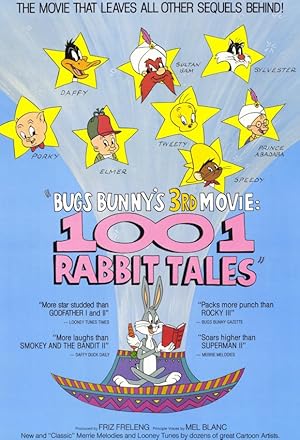 THE MOVIE THAT LEAVES ALL OTHER SEQUELS BEHIND!
DAFFY
SULTAN SAM
SYLVESTER
PORKY
ELMER
TWEETY
PRINCE ABADABA
SPEEDY
"BUGS BUNNY'S 3RD MOVIE:
1001
RABBIT TALES"
"More star studded than
GODFATHER I and II"
— LOONEY TUNES TIMES
"More laughs than
SMOKEY AND THE BANDIT II"
— DAFFY DUCK DAILY
"Packs more punch than
ROCKY III"
— BUGS BUNNY GAZETTE
"Soars higher than
SUPERMAN II"
— MERRIE MELODIES
Produced by FRIZ FRELENG. Principle Voices by MEL BLANC
New and "Classic" Merrie Melodies and Looney Tunes by dozens of great Cartoon Artists.